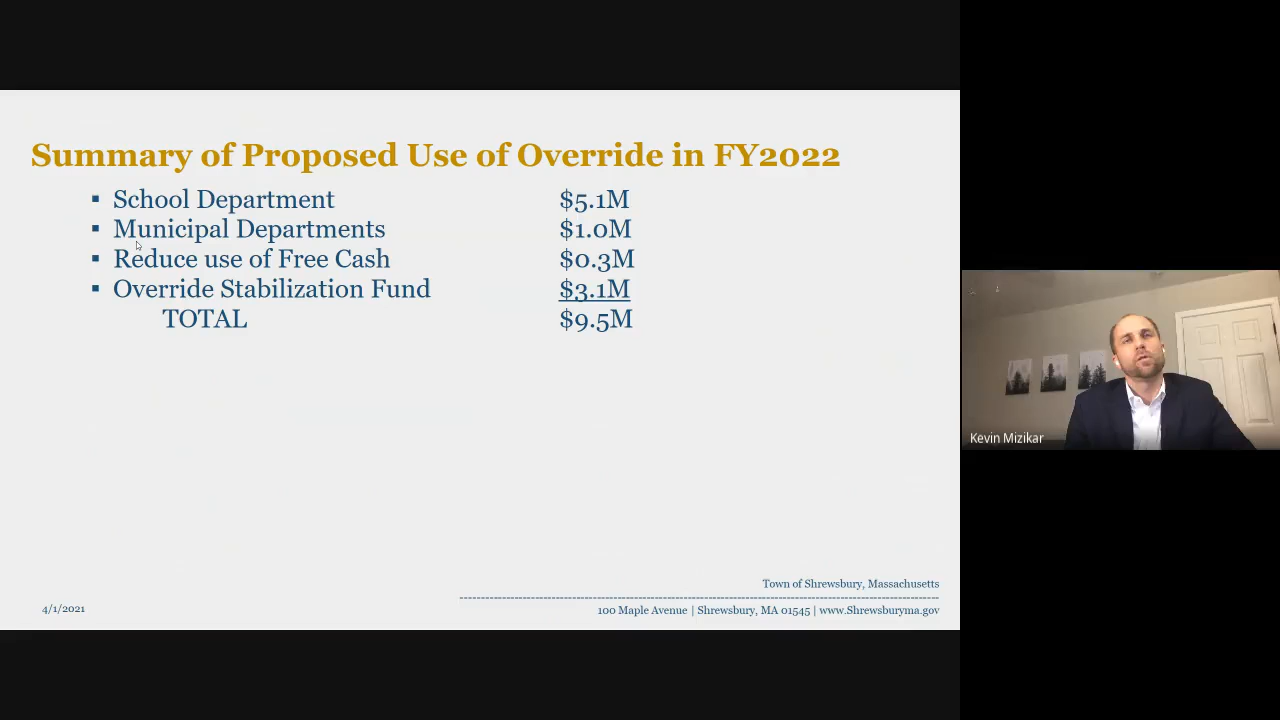 Summary of Proposed Use of Override in FY2022
▪ School Department $5.1M
▪ Municipal Departments $1.0M
▪ Reduce use of Free Cash $0.3M
▪ Override Stabilization Fund $3.1M
TOTAL $9.5M
Kevin Mizikar
Town of Shrewsbury, Massachusetts
4/1/2021
100 Maple Avenue | Shrewsbury, MA 01545 | www.Shrewsburyma.gov